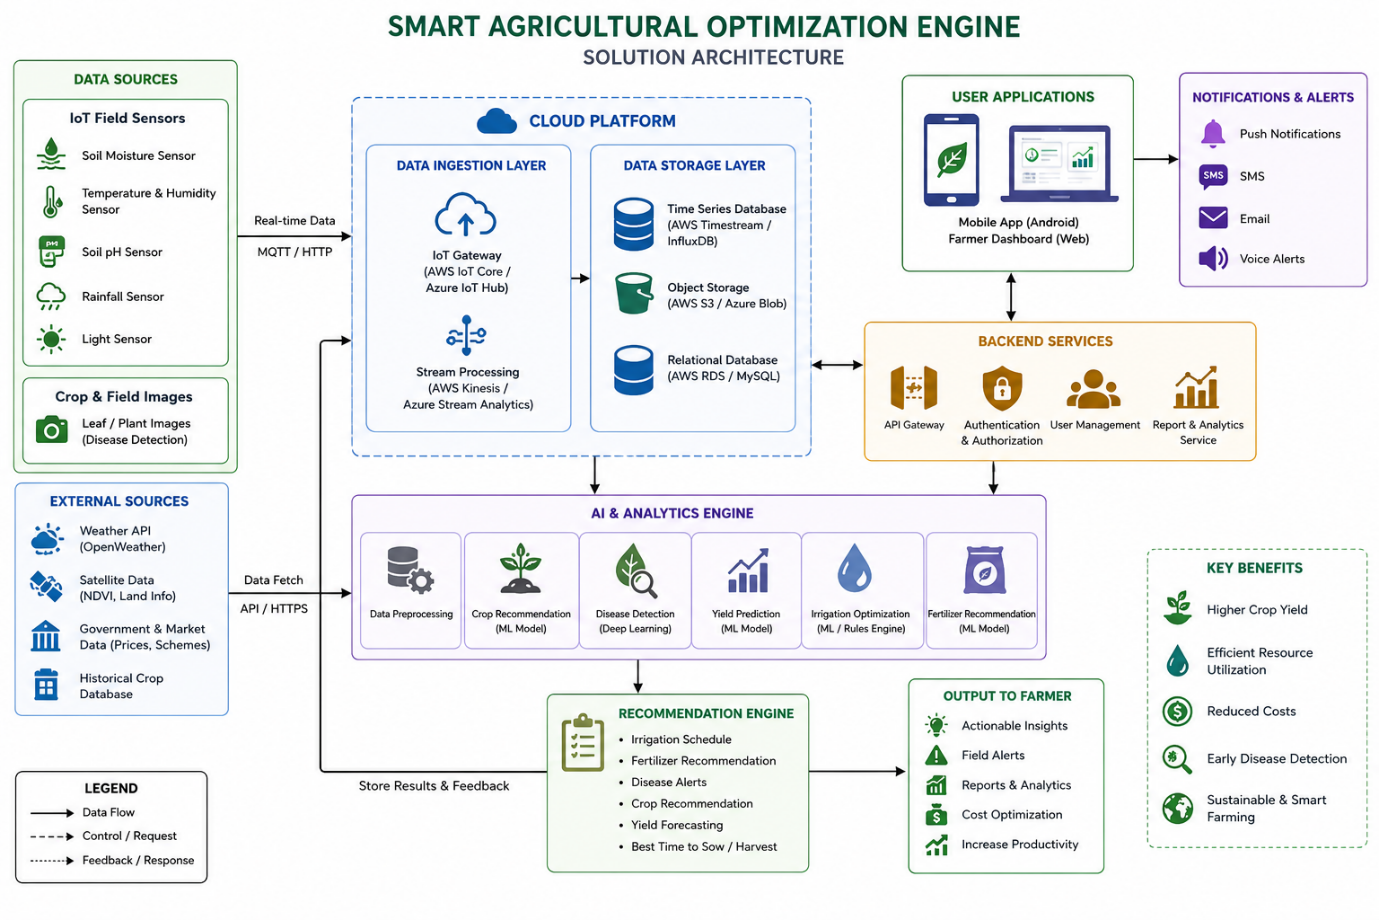 SMART AGRICULTURAL OPTIMIZATION ENGINE
SOLUTION ARCHITECTURE
DATA SOURCES
IoT Field Sensors
Soil Moisture Sensor
Temperature & Humidity
Sensor
Soil pH Sensor
Rainfall Sensor
Light Sensor
Crop & Field Images
Leaf / Plant Images
(Disease Detection)
EXTERNAL SOURCES
Weather API
(OpenWeather)
Satellite Data
(NDVI, Land Info)
Government & Market
Data (Prices, Schemes)
Historical Crop
Database
LEGEND
Data Flow
Control / Request
Feedback / Response
Real-time Data
MQTT / HTTP
Data Fetch
API / HTTPS
CLOUD PLATFORM
DATA INGESTION LAYER
IoT Gateway
(AWS IoT Core /
Azure IoT Hub)
Stream Processing
(AWS Kinesis /
Azure Stream Analytics)
DATA STORAGE LAYER
Time Series Database
(AWS Timestream /
InfluxDB)
Object Storage
(AWS S3 / Azure Blob)
Relational Database
(AWS RDS / MySQL)
USER APPLICATIONS
Mobile App (Android)
Farmer Dashboard (Web)
NOTIFICATIONS & ALERTS
Push Notifications
SMS
SMS
Email
Voice Alerts
BACKEND SERVICES
API Gateway
Authentication
& Authorization
User Management
Report & Analytics
Service
AI & ANALYTICS ENGINE
Data Preprocessing
Crop Recommendation
(ML Model)
Disease Detection
(Deep Learning)
Yield Prediction
(ML Model)
Irrigation Optimization
(ML / Rules Engine)
Fertilizer Recommendation
(ML Model)
Store Results & Feedback
RECOMMENDATION ENGINE
• Irrigation Schedule
• Fertilizer Recommendation
• Disease Alerts
• Crop Recommendation
• Yield Forecasting
• Best Time to Sow / Harvest
OUTPUT TO FARMER
Actionable Insights
Field Alerts
Reports & Analytics
Cost Optimization
Increase Productivity
KEY BENEFITS
Higher Crop Yield
Efficient Resource
Utilization
Reduced Costs
Early Disease Detection
Sustainable & Smart
Farming